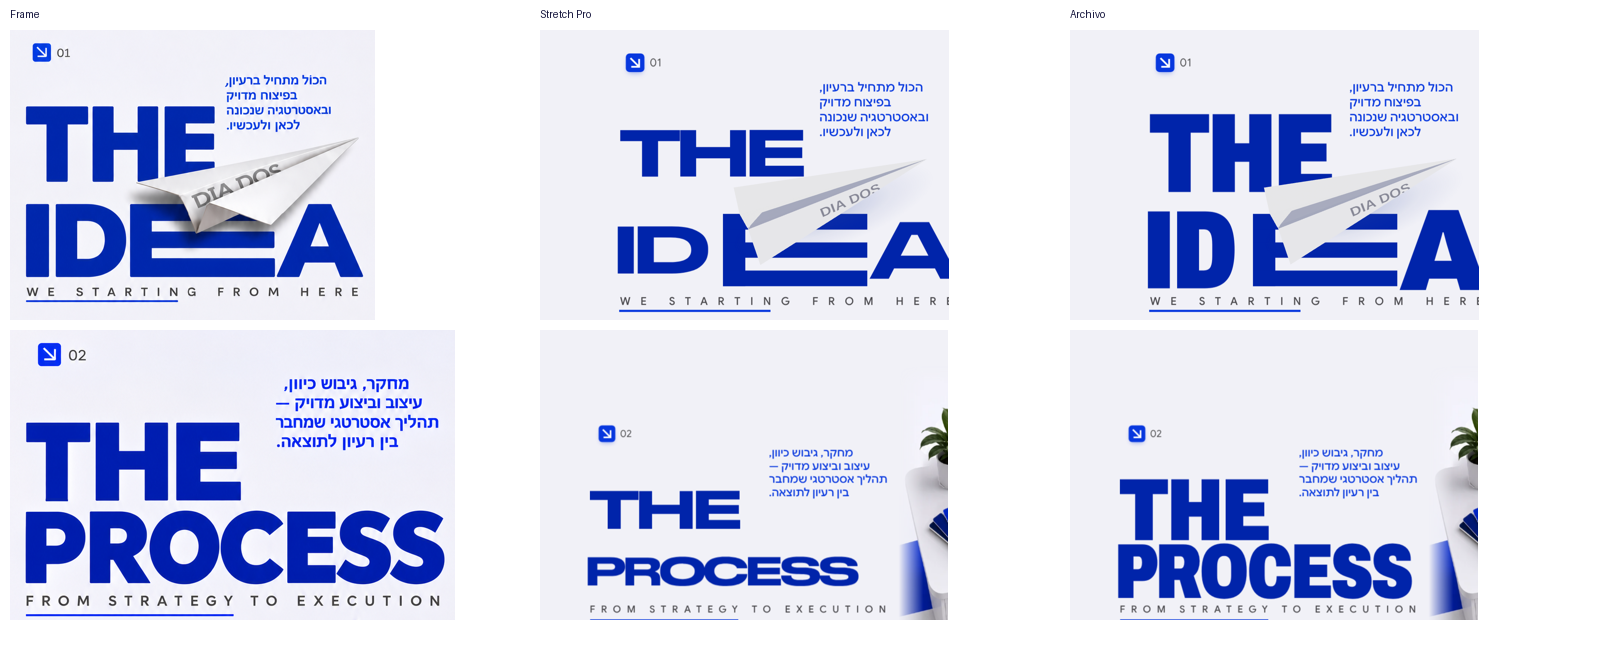 Frame
01
הכול מתחיל ברעיון,
בפיצוח מדויק
ובאסטרטגיה שנכונה
לכאן ולעכשיו.
THE
DIA DOS
IDEA
WE STARTING FROM HERE
02
מחקר, גיבוש כיוון,
עיצוב וביצוע מדויק –
תהליך אסטרטגי שמחבר
בין רעיון לתוצאה.
THE
PROCESS
FROM STRATEGY TO EXECUTION
Stretch Pro
01
הכול מתחיל ברעיון,
בפיצוח מדויק
ובאסטרטגיה שנכונה
לכאן ולעכשיו.
THE
DIA DOS
IDEA
WE STARTING FROM HERE
02
מחקר, גיבוש כיוון,
עיצוב וביצוע מדויק –
תהליך אסטרטגי שמחבר
בין רעיון לתוצאה.
THE
PROCESS
FROM STRATEGY TO EXECUTION
Archivo
01
הכול מתחיל ברעיון,
בפיצוח מדויק
ובאסטרטגיה שנכונה
לכאן ולעכשיו.
THE
DIA DOS
IDEA
WE STARTING FROM HERE
02
מחקר, גיבוש כיוון,
עיצוב וביצוע מדויק –
תהליך אסטרטגי שמחבר
בין רעיון לתוצאה.
THE
PROCESS
FROM STRATEGY TO EXECUTION